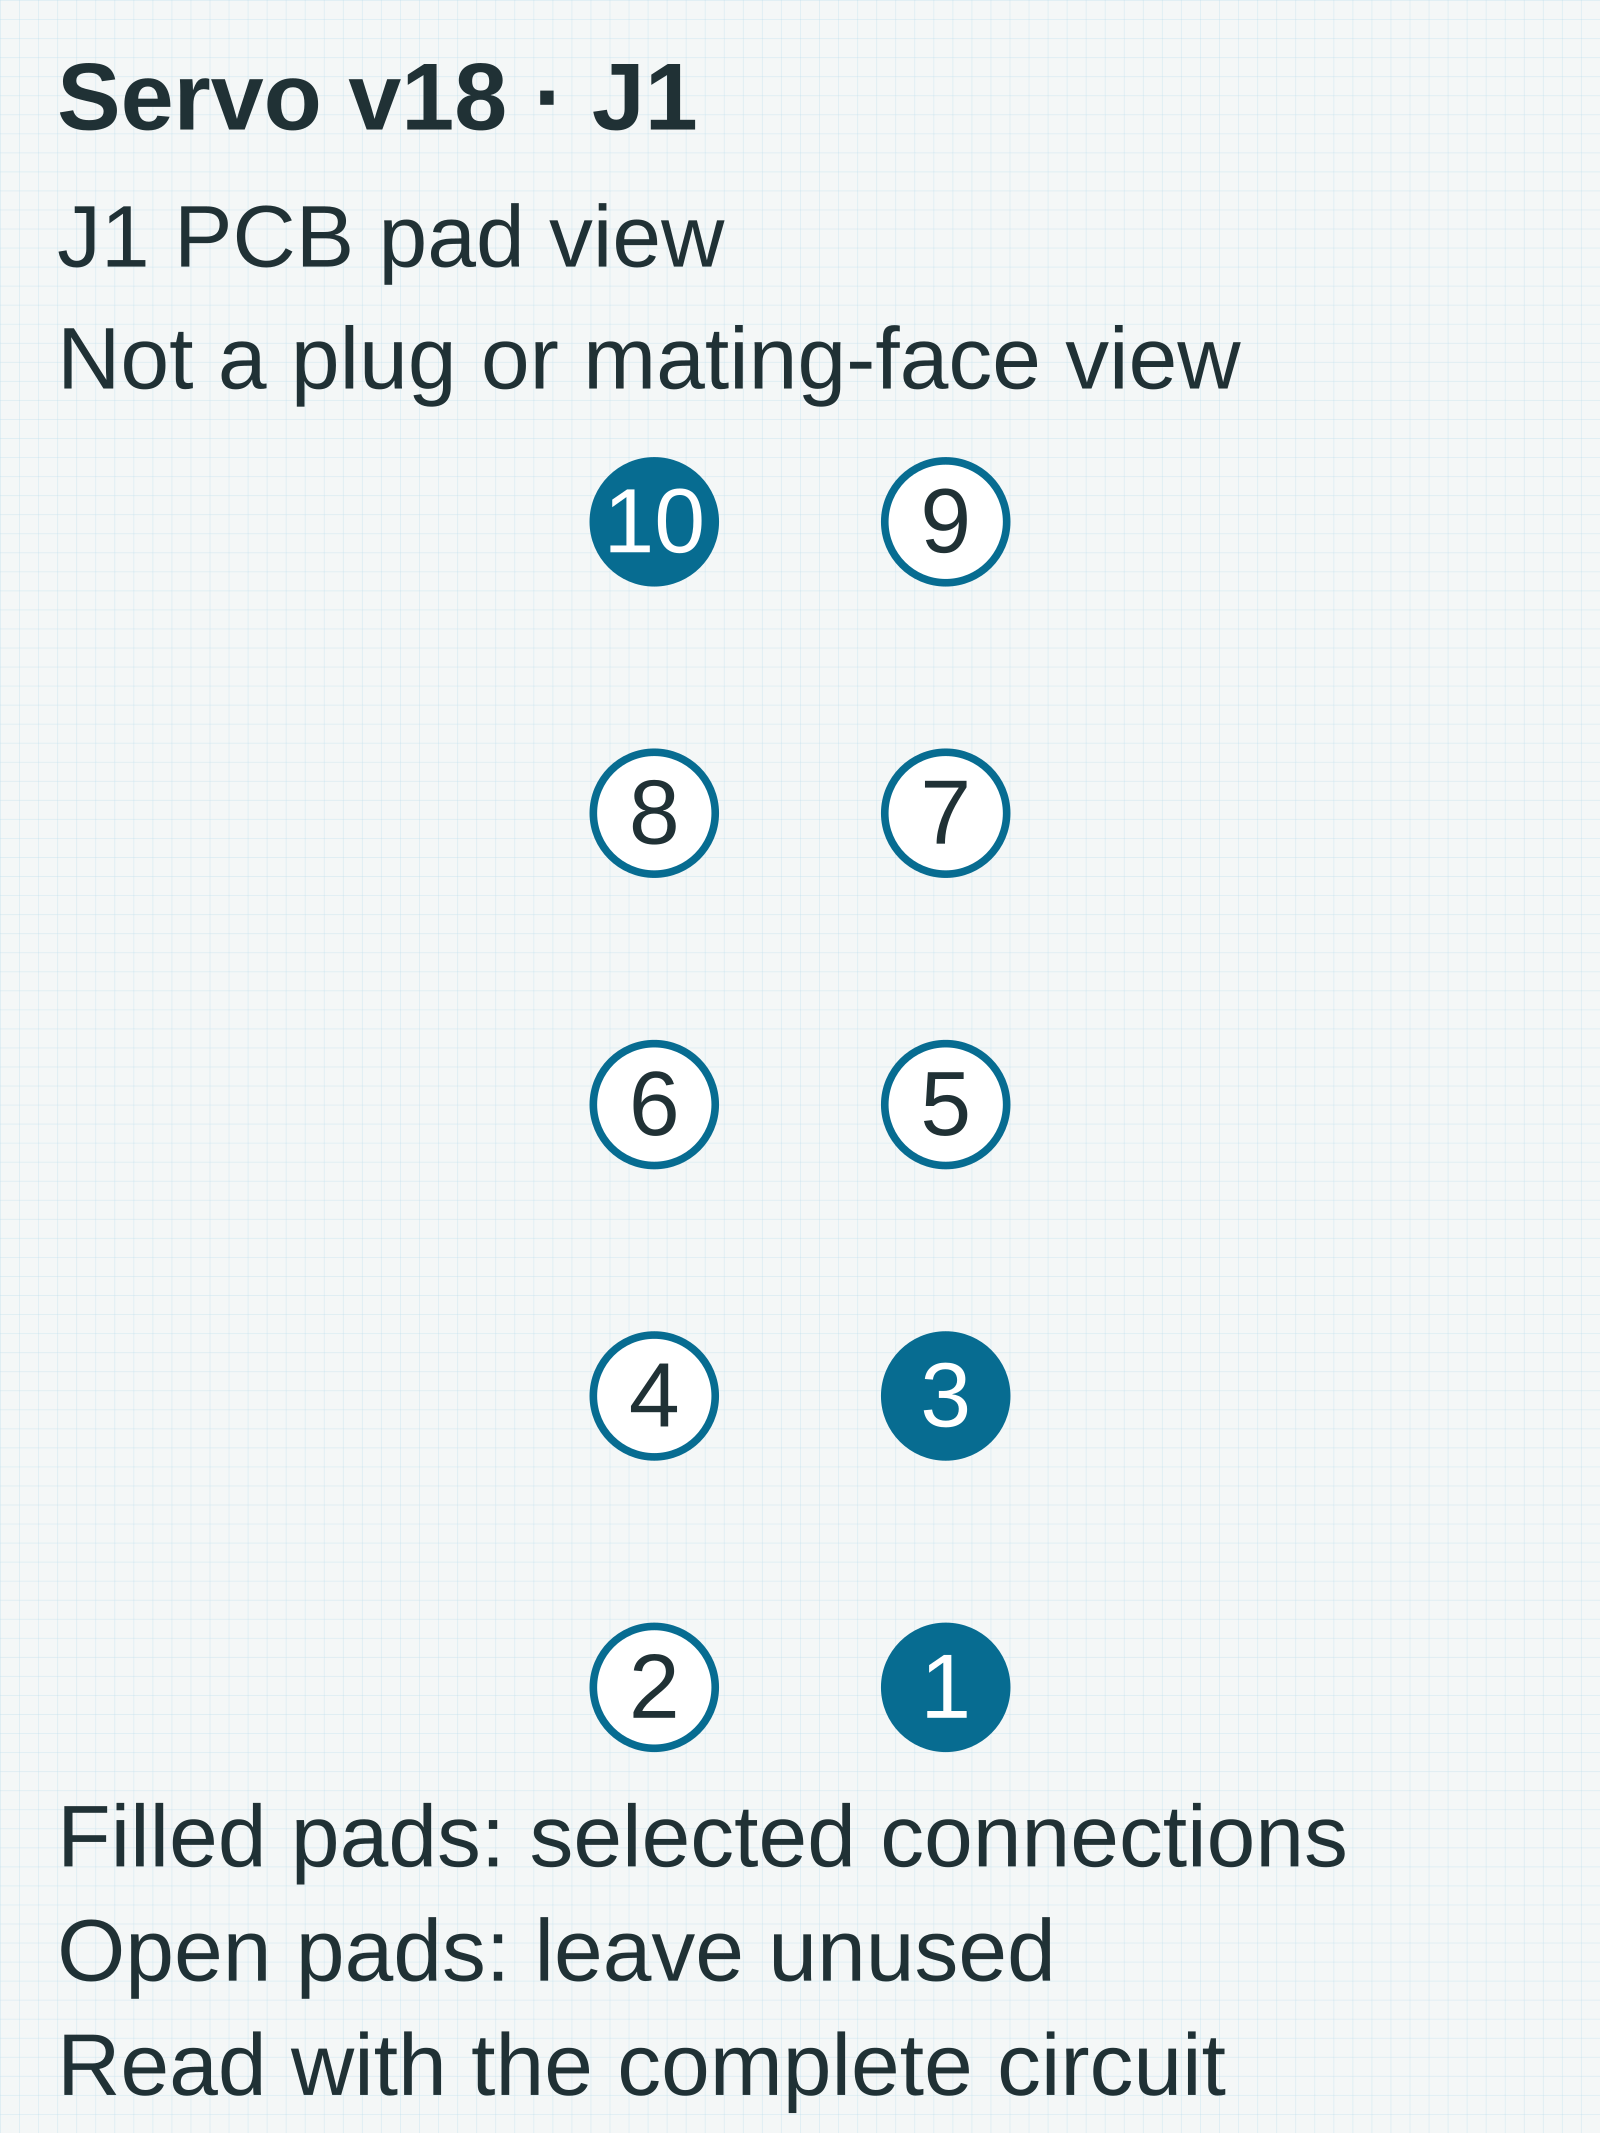 Servo v18 · J1
J1 PCB pad view
Not a plug or mating-face view
10 9
8 7
6 5
4 3
2 1
Filled pads: selected connections
Open pads: leave unused
Read with the complete circuit